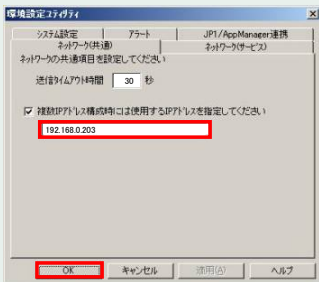 環境設定ユティリティ
システム設定 アラート JP1/AppManager連携
ネットワーク(共通) ネットワーク(サービス)
ネットワークの共通項目を設定してください
送信タイムアウト時間 30 秒
複数IPアドレス構成時には使用するIPアドレスを指定してください
192.168.0.203
OK キャンセル 適用(A) ヘルプ